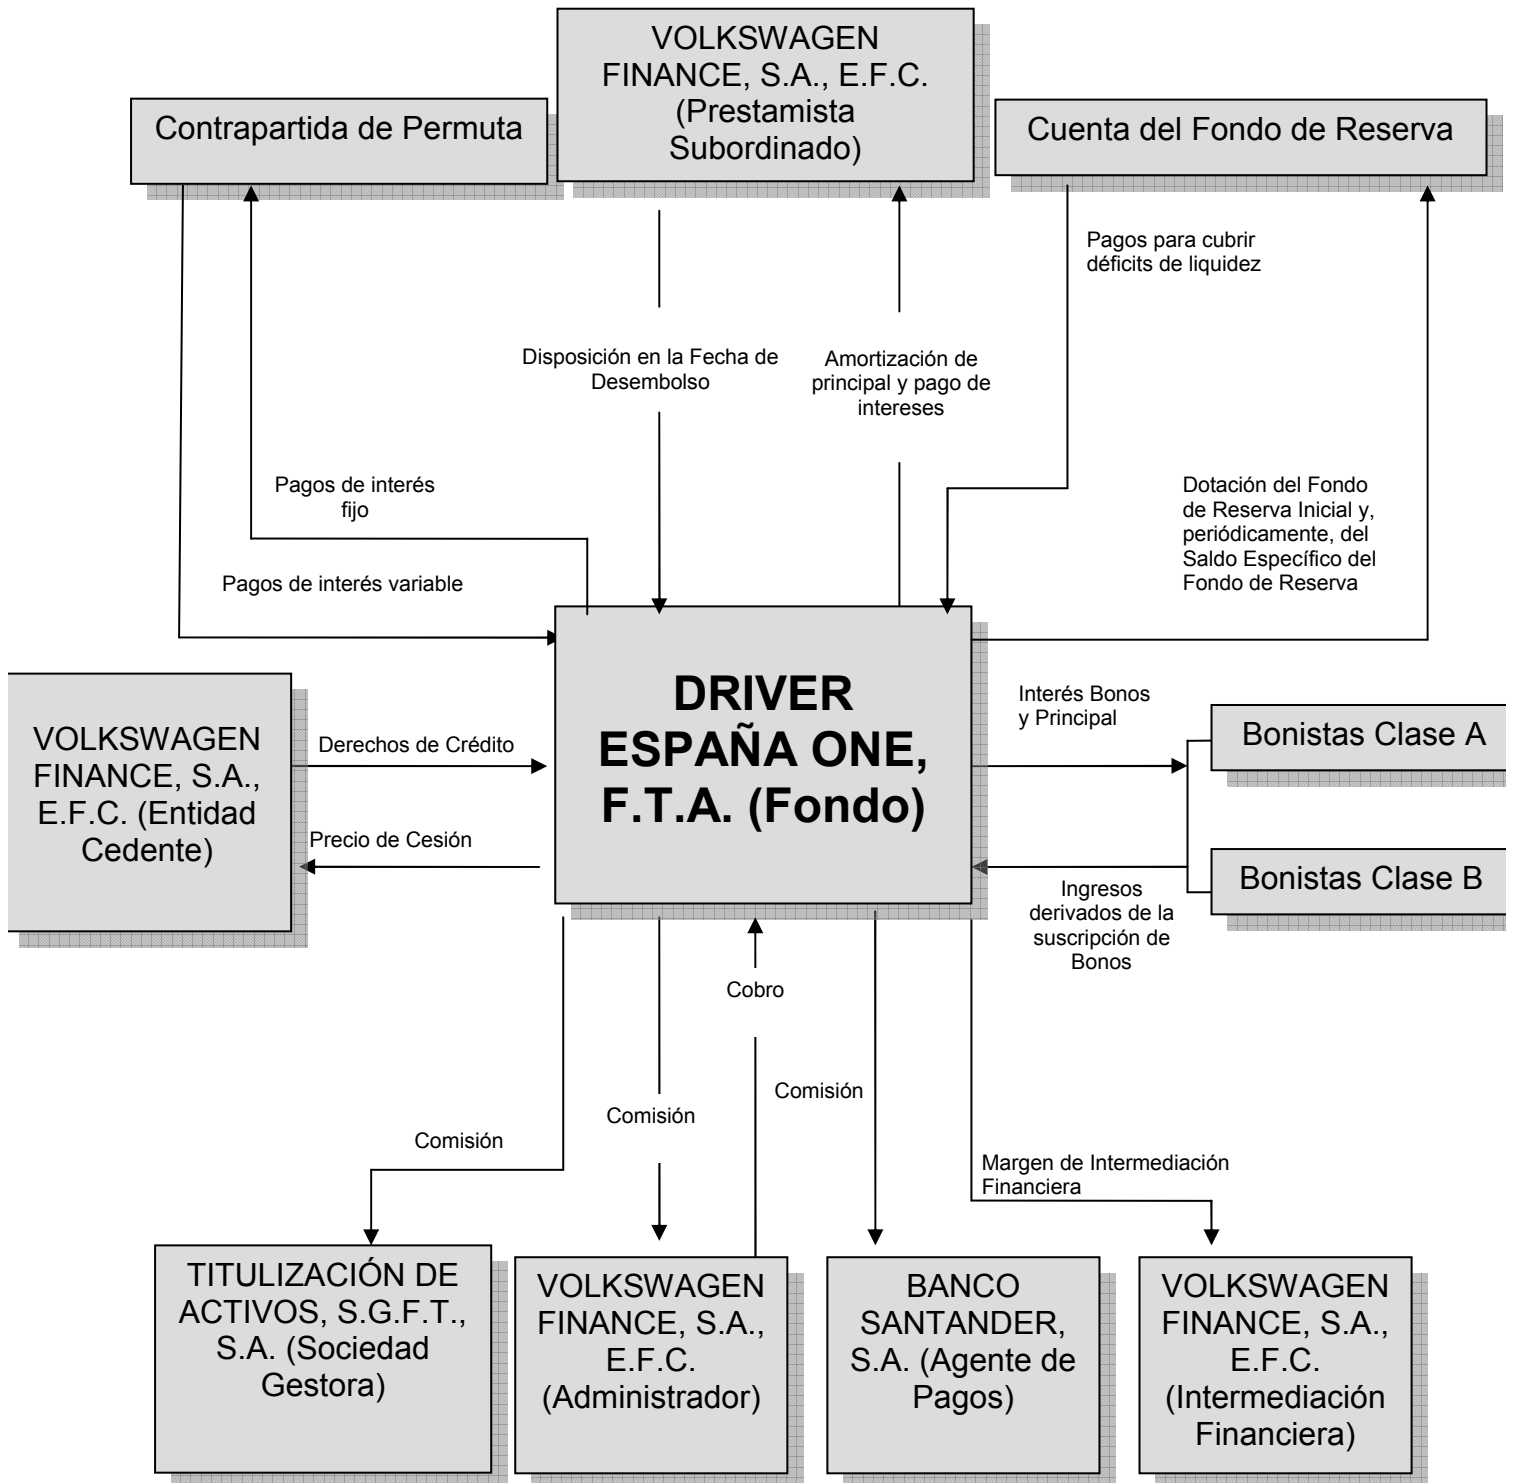 VOLKSWAGEN
FINANCE, S.A., E.F.C.
(Prestamista
Subordinado)
Contrapartida de Permuta
Cuenta del Fondo de Reserva
Pagos para cubrir
déficits de liquidez
Disposición en la Fecha de
Desembolso
Amortización de
principal y pago de
intereses
Pagos de interés
fijo
Dotación del Fondo
de Reserva Inicial y,
periódicamente, del
Saldo Específico del
Fondo de Reserva
Pagos de interés variable
DRIVER
ESPAÑA ONE,
F.T.A. (Fondo)
VOLKSWAGEN
FINANCE, S.A.,
E.F.C. (Entidad
Cedente)
Derechos de Crédito
Precio de Cesión
Interés Bonos
y Principal
Bonistas Clase A
Bonistas Clase B
Ingresos
derivados de la
suscripción de
Bonos
Cobro
Comisión
Comisión
Comisión
Margen de Intermediación
Financiera
TITULIZACIÓN DE
ACTIVOS, S.G.F.T.,
S.A. (Sociedad
Gestora)
VOLKSWAGEN
FINANCE, S.A.,
E.F.C.
(Administrador)
BANCO
SANTANDER,
S.A. (Agente de
Pagos)
VOLKSWAGEN
FINANCE, S.A.,
E.F.C.
(Intermediación
Financiera)